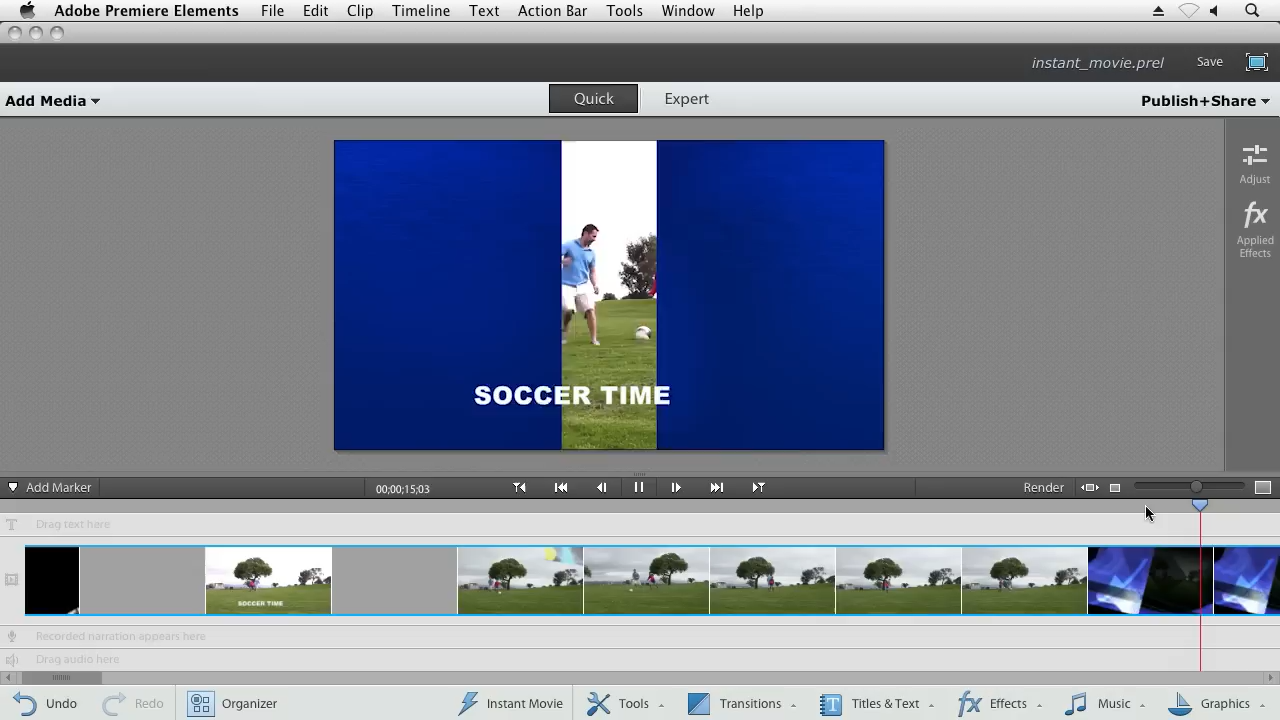 Adobe Premiere Elements File Edit Clip Timeline Text Action Bar Tools Window Help
instant_movie.prel Save
Add Media Quick Expert Publish+Share
Adjust
fx
Applied
Effects
SOCCER TIME
Add Marker 00;00;15;03 Render
T Drag text here
SOCCER TIME
Recorded narration appears here
Drag audio here
Undo Redo Organizer Instant Movie Tools Transitions T Titles & Text fx Effects Music Graphics